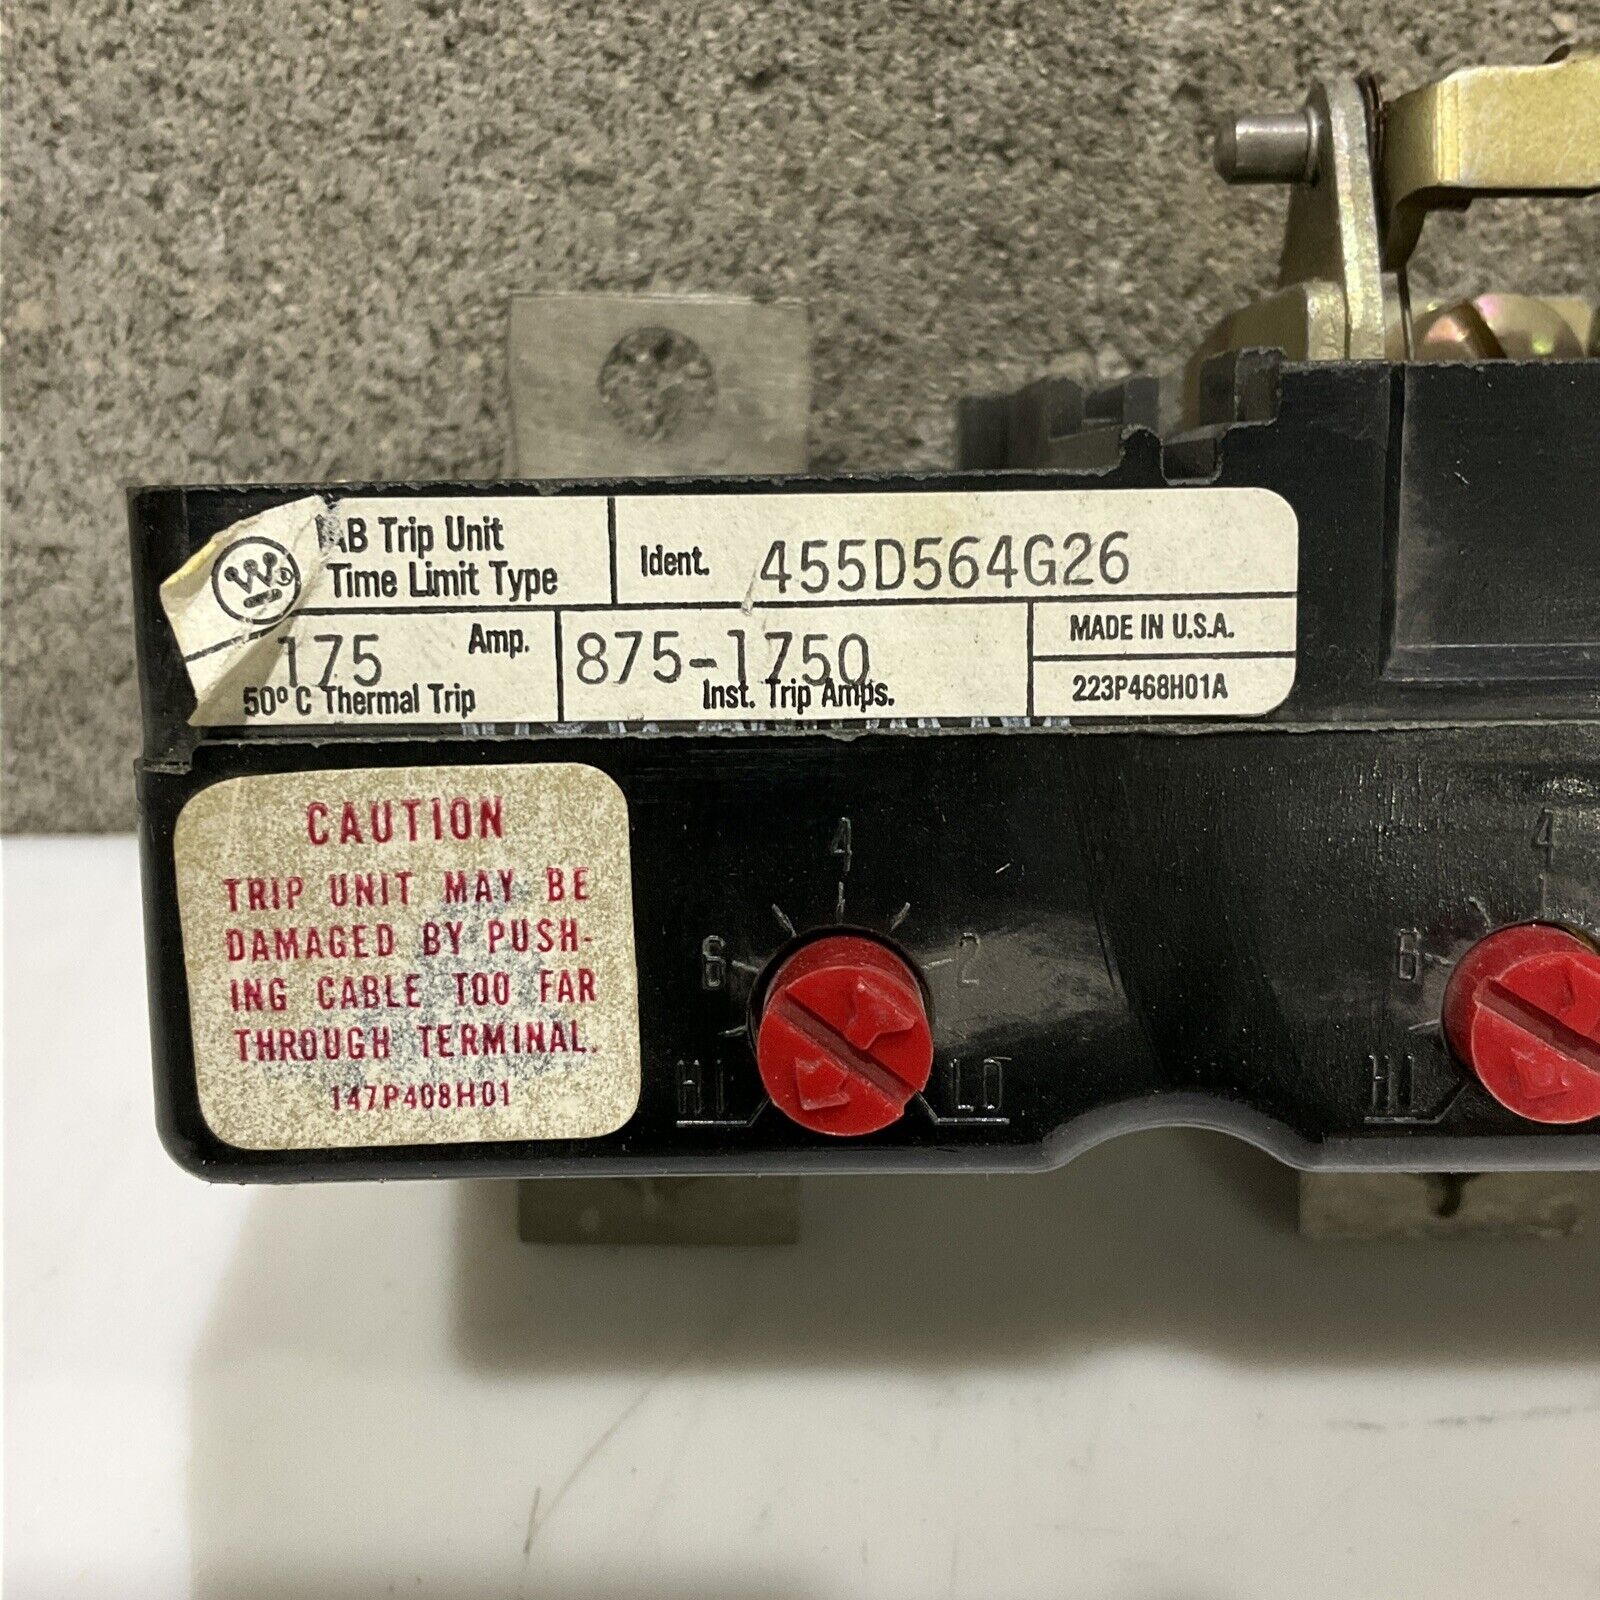 W
Trip Unit
Time Limit Type
Ident. 455D564G26
175 Amp.
50° C Thermal Trip
875-1750
Inst. Trip Amps.
MADE IN U.S.A.
223P468H01A
CAUTION
TRIP UNIT MAY BE
DAMAGED BY PUSH-
ING CABLE TOO FAR
THROUGH TERMINAL.
147P408H01
4
6
2
HI
LO
4
6
HI